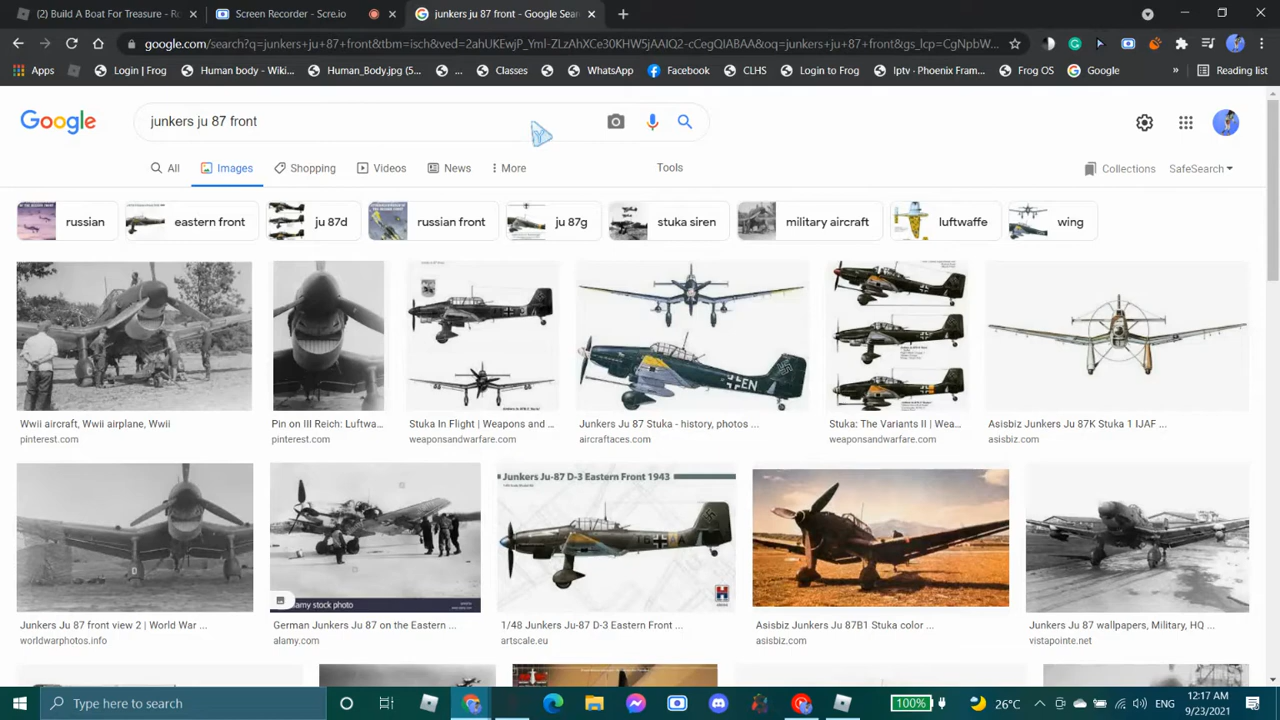 (2) Build A Boat For Treasure - Ro
Screen Recorder - Scre.io
junkers ju 87 front - Google Sear
google.com/search?q=junkers+ju+87+front&tbm=isch&ved=2ahUKEwjP_YmI-ZLzAhXCe30KHW5jAAIQ2-cCegQIABAA&oq=junkers+ju+87+front&gs_lcp=CgNpbW...
Apps
Login | Frog
Human body - Wiki...
Human_Body.jpg (5...
...
Classes
WhatsApp
Facebook
CLHS
Login to Frog
Iptv - Phoenix Fram...
Frog OS
Google
»
Reading list
Google
junkers ju 87 front
All
Images
Shopping
Videos
News
More
Tools
Collections
SafeSearch
russian
eastern front
ju 87d
russian front
ju 87g
stuka siren
military aircraft
luftwaffe
wing
Wwii aircraft, Wwii airplane, Wwii
pinterest.com
Pin on III Reich: Luftwa...
pinterest.com
Stuka In Flight | Weapons and ...
weaponsandwarfare.com
EN
Junkers Ju 87 Stuka - history, photos ...
aircraftaces.com
Stuka: The Variants II | Wea...
weaponsandwarfare.com
Asisbiz Junkers Ju 87K Stuka 1 IJAF ...
asisbiz.com
Junkers Ju 87 front view 2 | World War ...
worldwarphotos.info
alamy stock photo
German Junkers Ju 87 on the Eastern ...
alamy.com
Junkers Ju-87 D-3 Eastern Front 1943
1/48 Junkers Ju-87 D-3 Eastern Front ...
artscale.eu
Asisbiz Junkers Ju 87B1 Stuka color ...
asisbiz.com
Junkers Ju 87 wallpapers, Military, HQ ...
vistapointe.net
Type here to search
100%
26°C
12:17 AM
9/23/2021